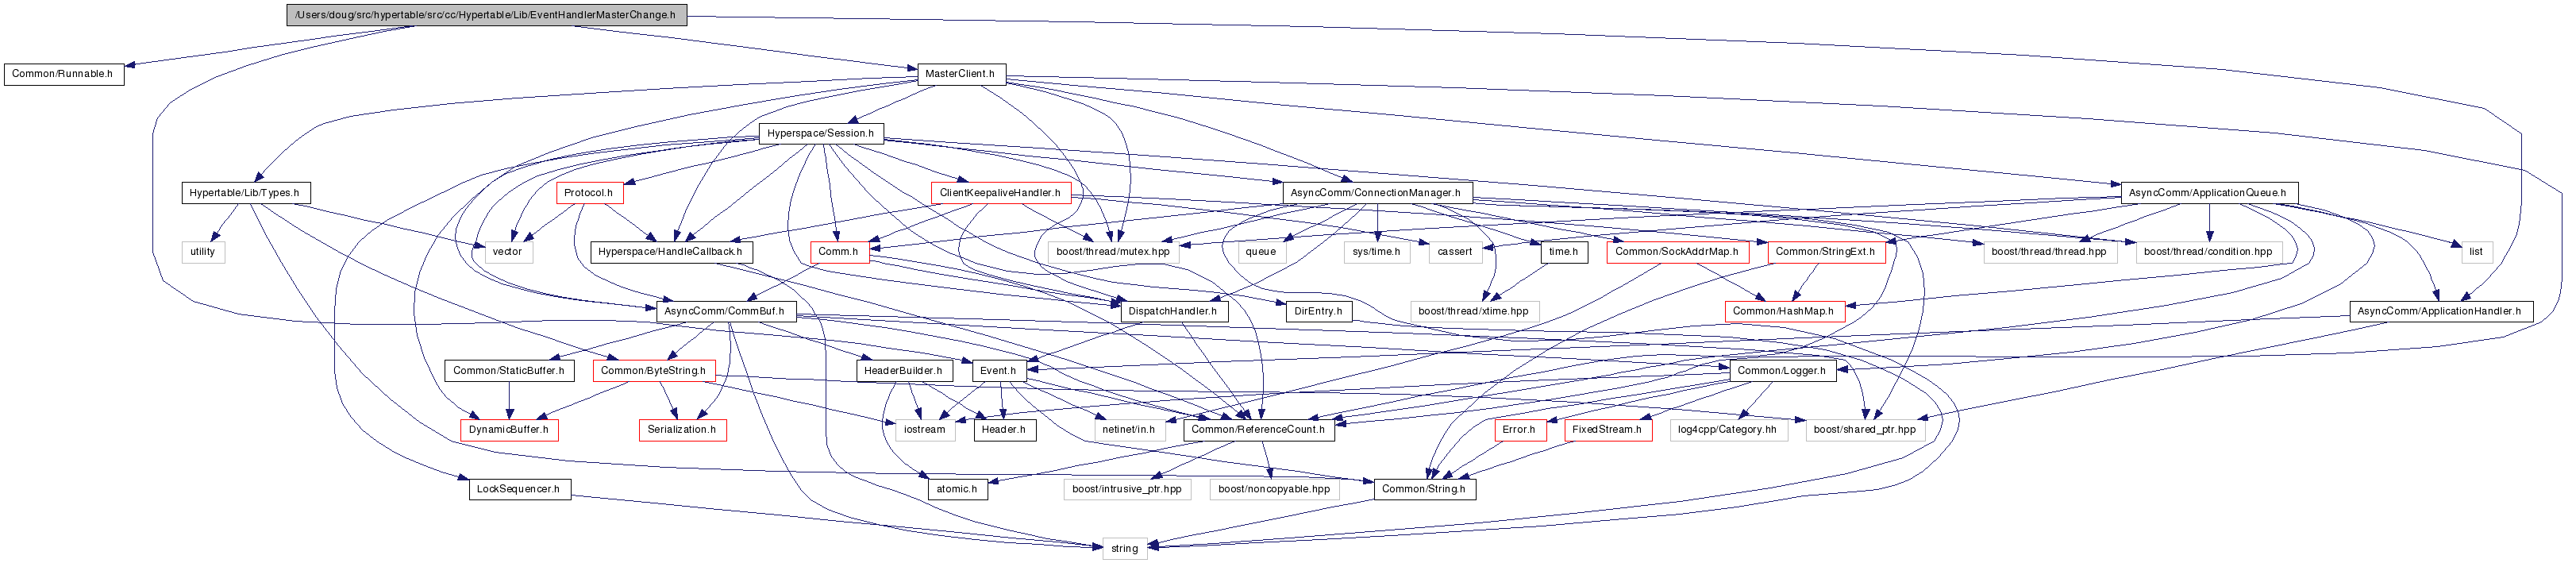 /Users/doug/src/hypertable/src/cc/Hypertable/Lib/EventHandlerMasterChange.h
Common/Runnable.h
MasterClient.h
Hyperspace/Session.h
Hypertable/Lib/Types.h
Protocol.h
ClientKeepaliveHandler.h
AsyncComm/ConnectionManager.h
AsyncComm/ApplicationQueue.h
utility
vector
Hyperspace/HandleCallback.h
Comm.h
boost/thread/mutex.hpp
queue
sys/time.h
cassert
time.h
Common/SockAddrMap.h
Common/StringExt.h
boost/thread/thread.hpp
boost/thread/condition.hpp
list
AsyncComm/CommBuf.h
DispatchHandler.h
DirEntry.h
boost/thread/xtime.hpp
Common/HashMap.h
AsyncComm/ApplicationHandler.h
Common/StaticBuffer.h
Common/ByteString.h
HeaderBuilder.h
Event.h
Common/Logger.h
DynamicBuffer.h
Serialization.h
iostream
Header.h
netinet/in.h
Common/ReferenceCount.h
Error.h
FixedStream.h
log4cpp/Category.hh
boost/shared_ptr.hpp
LockSequencer.h
atomic.h
boost/intrusive_ptr.hpp
boost/noncopyable.hpp
Common/String.h
string